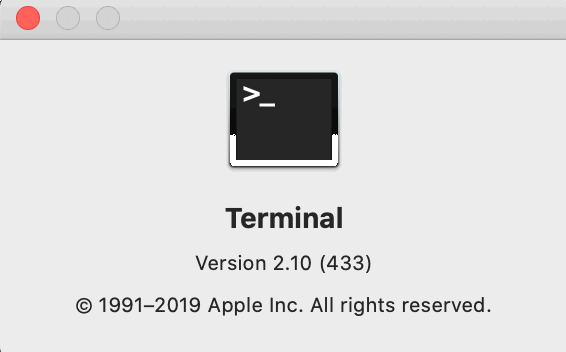 >_
Terminal
Version 2.10 (433)
© 1991–2019 Apple Inc. All rights reserved.